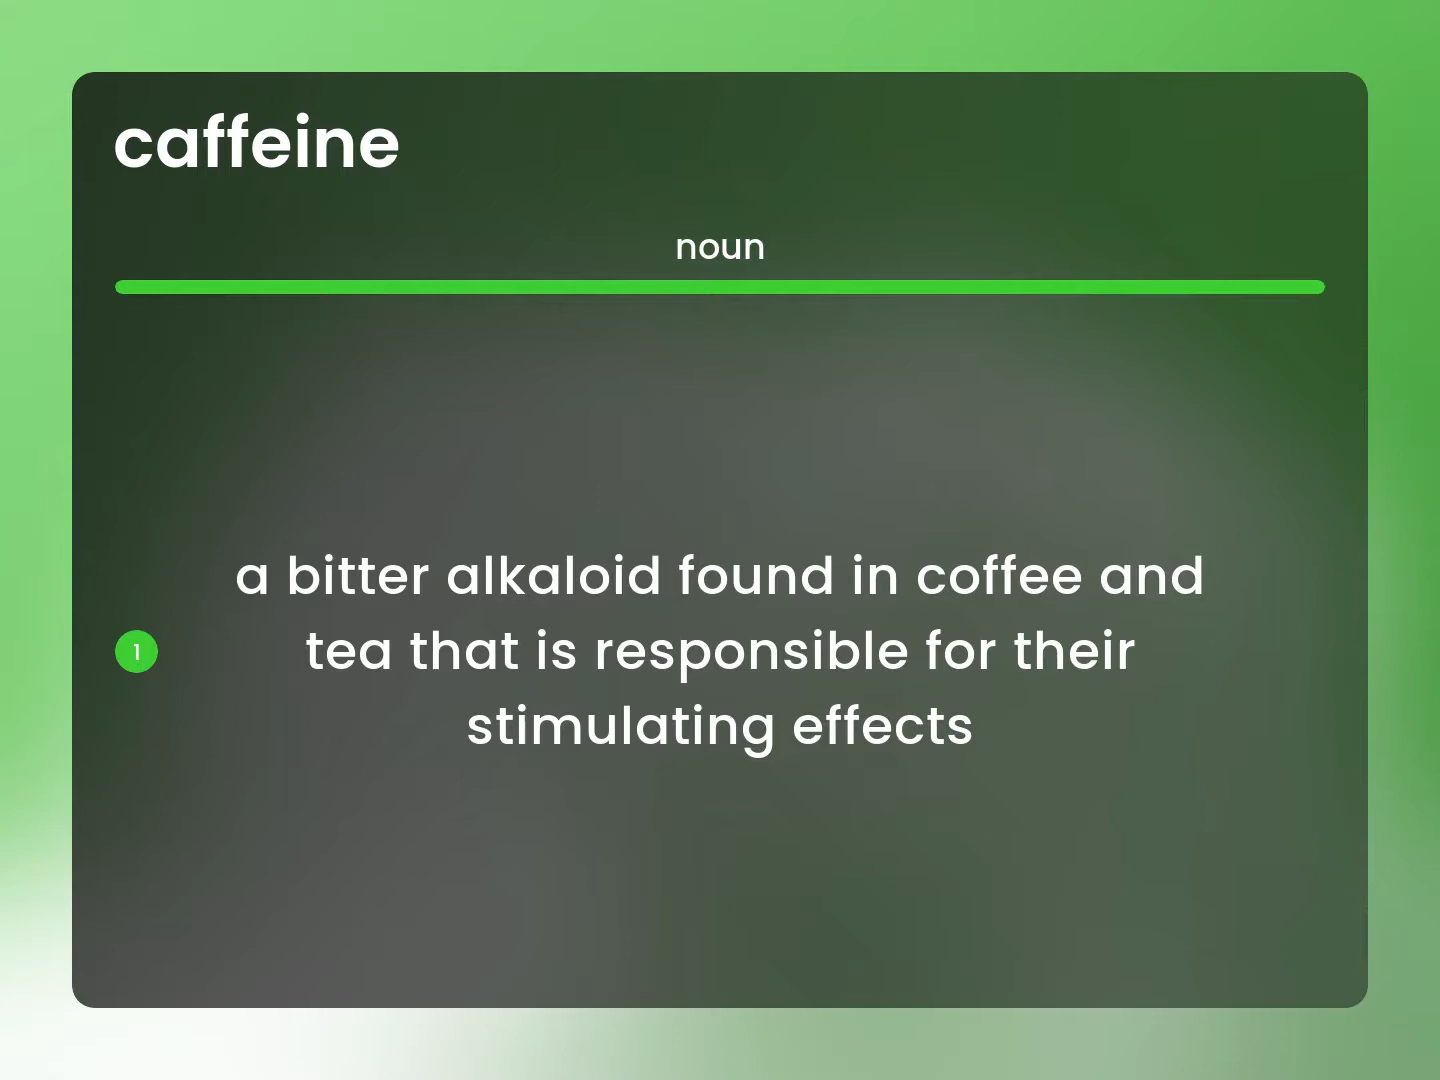 caffeine
noun
a bitter alkaloid found in coffee and
1
tea that is responsible for their
stimulating effects